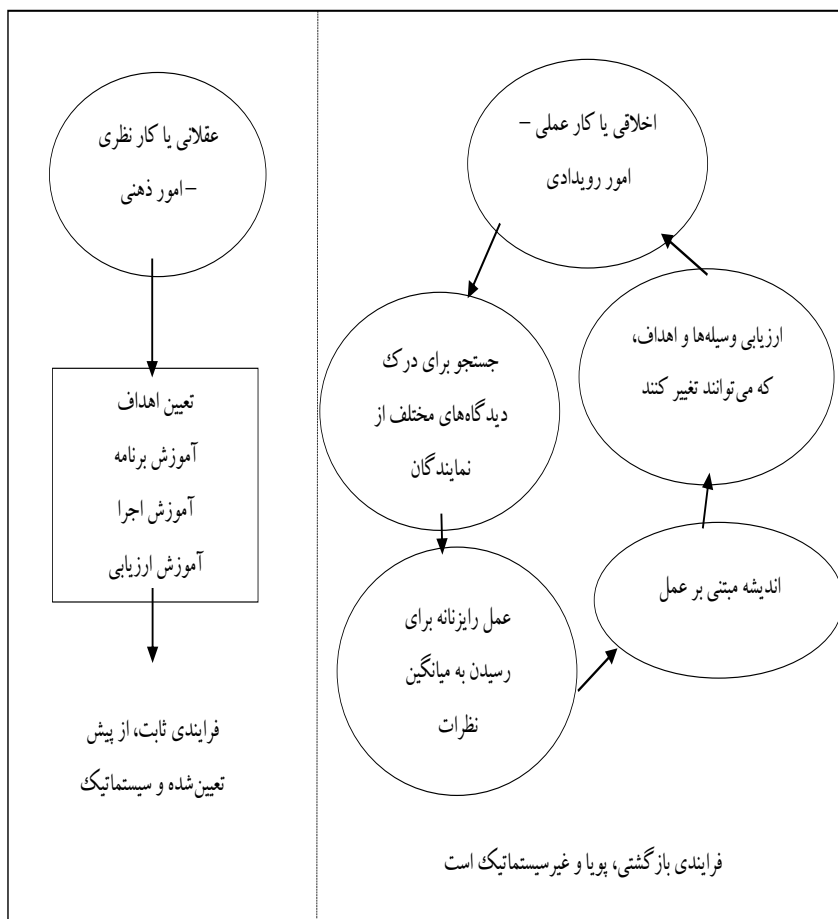 اخلاقی یا کار عملی –
امور رویدادی
جستجو برای درک
دیدگاه‌های مختلف از
نمایندگان
عمل رایزنانه برای
رسیدن به میانگین
نظرات
اندیشه مبتنی بر عمل
ارزیابی وسیله‌ها و اهداف،
که می‌توانند تغییر کنند
فرایندی بازگشتی، پویا و غیرسیستماتیک است
عقلانی یا کار نظری
–امور ذهنی
تعیین اهداف
آموزش برنامه
آموزش اجرا
آموزش ارزیابی
فرایندی ثابت، از پیش
تعیین‌شده و سیستماتیک